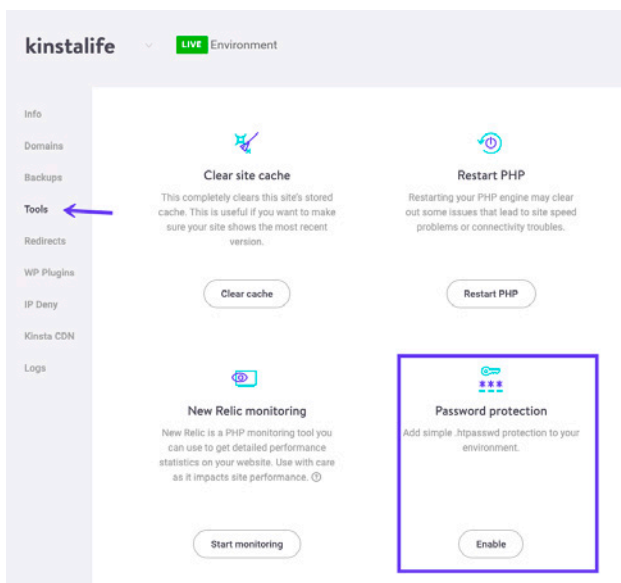 kinstalife
LIVE Environment
Info
Domains
Backups
Tools
Redirects
WP Plugins
IP Deny
Kinsta CDN
Logs
Clear site cache
This completely clears this site's stored
cache. This is useful if you want to make
sure your site shows the most recent
version.
Clear cache
Restart PHP
Restarting your PHP engine may clear
out some issues that lead to site speed
problems or connectivity troubles.
Restart PHP
New Relic monitoring
New Relic is a PHP monitoring tool you
can use to get detailed performance
statistics on your website. Use with care
as it impacts site performance.
Start monitoring
Password protection
Add simple .htpasswd protection to your
environment.
Enable